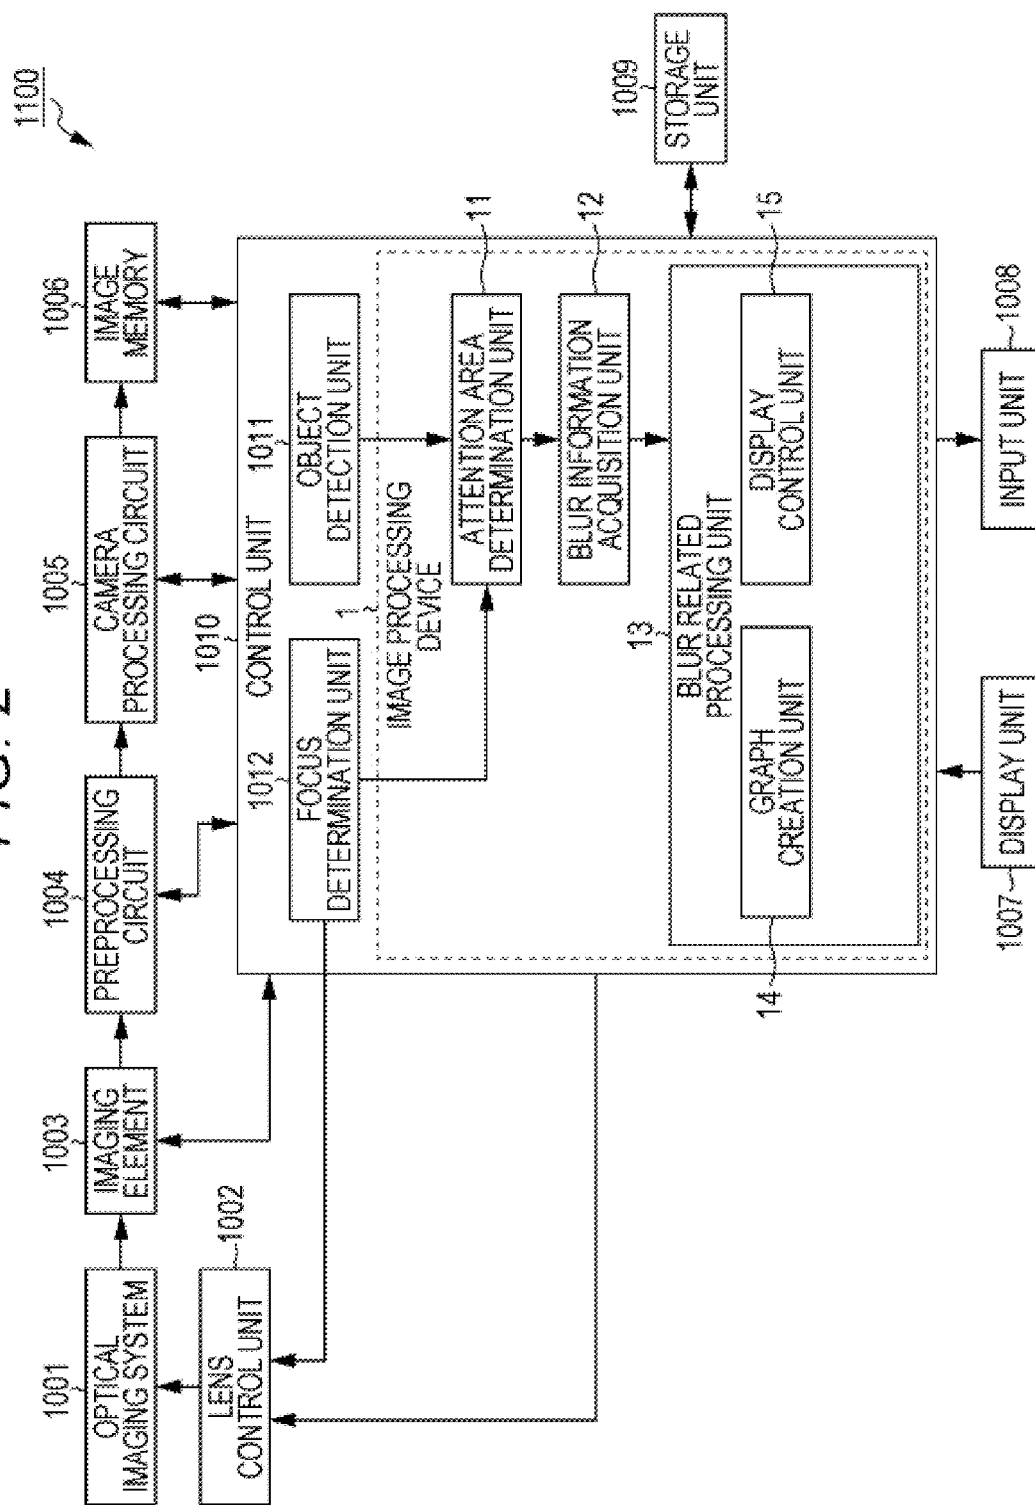 1100
1001
OPTICAL
IMAGING SYSTEM
1003
IMAGING
ELEMENT
1004
PREPROCESSING
CIRCUIT
1005
CAMERA
PROCESSING CIRCUIT
1006
IMAGE
MEMORY
1002
LENS
CONTROL UNIT
1010
CONTROL UNIT
1012
FOCUS
DETERMINATION UNIT
1011
OBJECT
DETECTION UNIT
1
IMAGE PROCESSING
DEVICE
11
ATTENTION AREA
DETERMINATION UNIT
12
BLUR INFORMATION
ACQUISITION UNIT
13
BLUR RELATED
PROCESSING UNIT
14
GRAPH
CREATION UNIT
15
DISPLAY
CONTROL UNIT
1009
STORAGE
UNIT
1007
DISPLAY UNIT
1008
INPUT UNIT